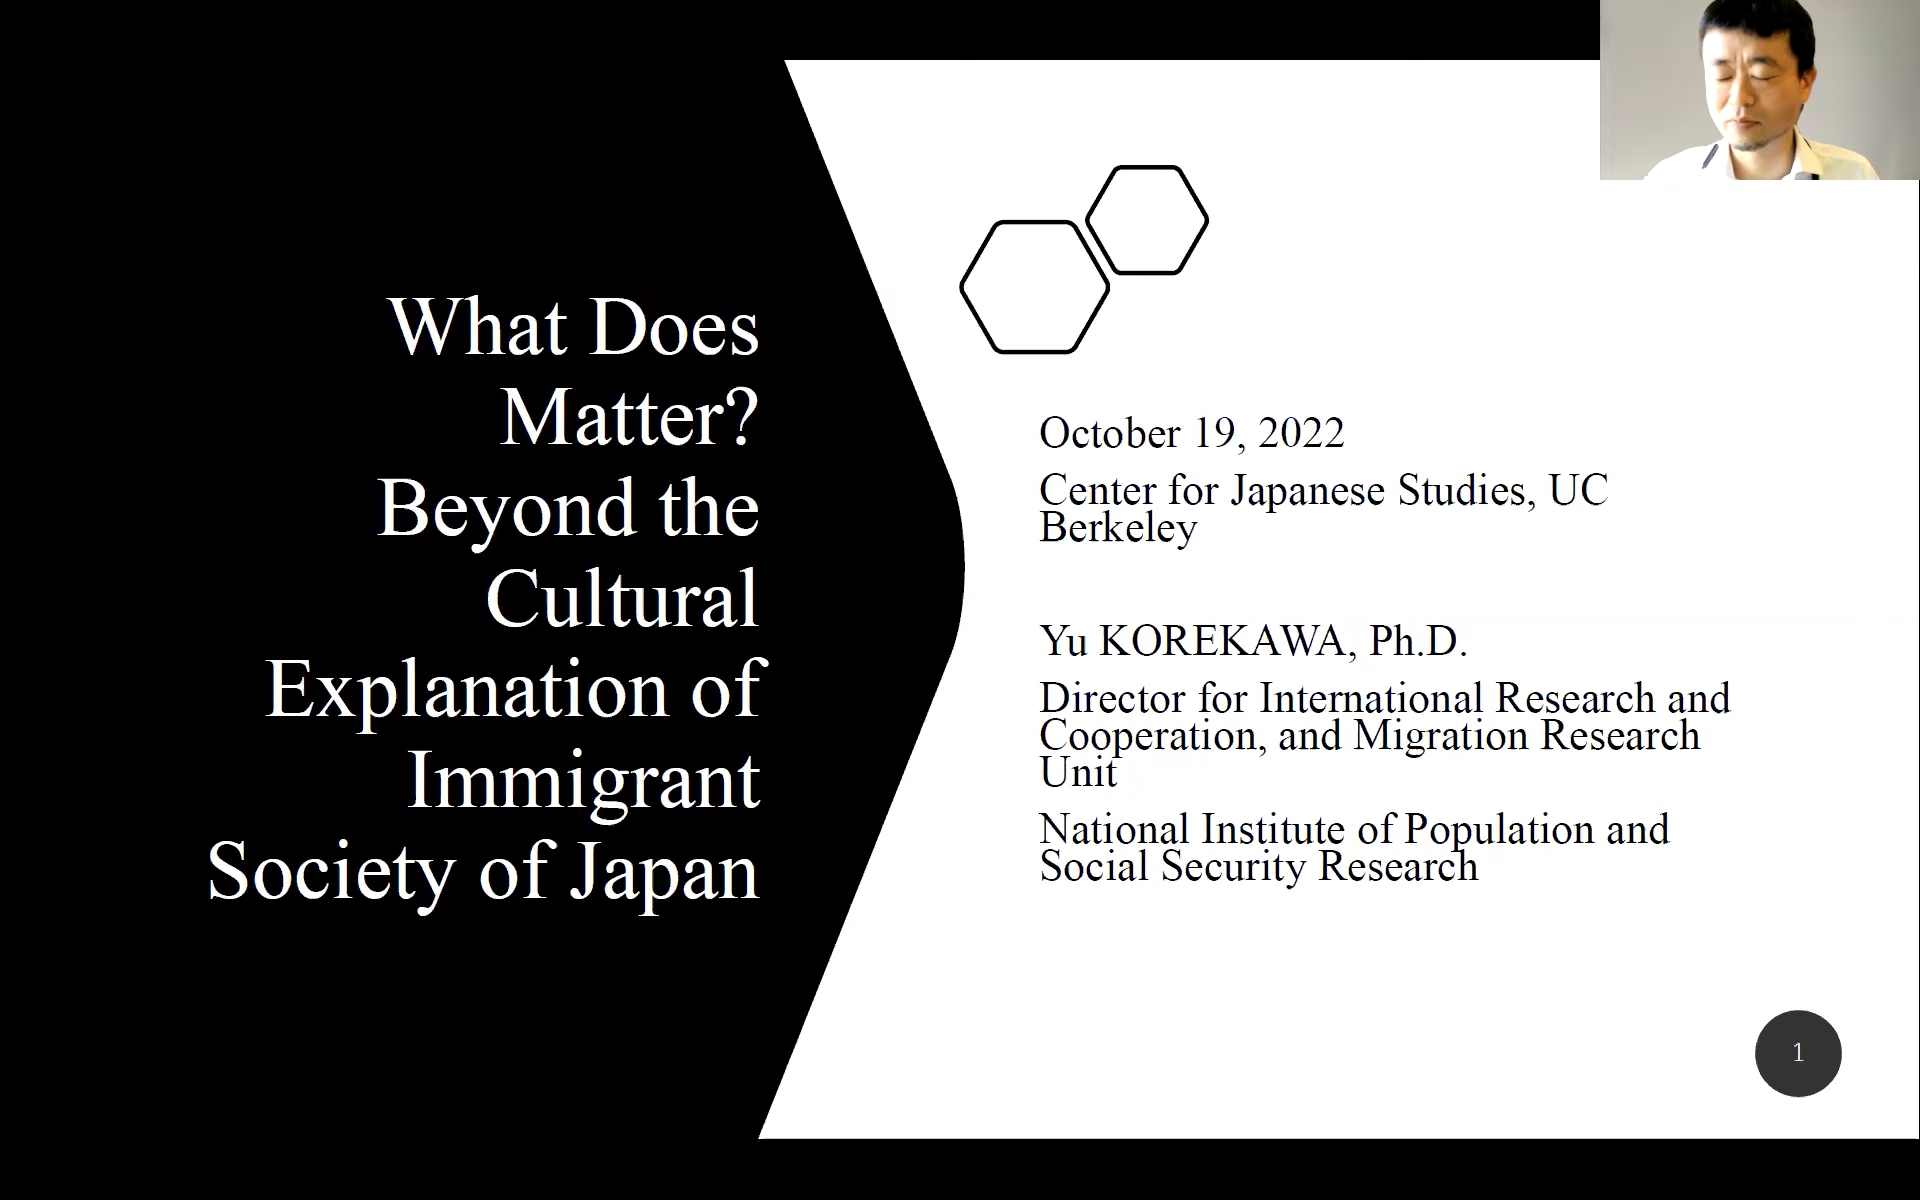 What Does
Matter?
Beyond the
Cultural
Explanation of
Immigrant
Society of Japan
October 19, 2022
Center for Japanese Studies, UC
Berkeley
Yu KOREKAWA, Ph.D.
Director for International Research and
Cooperation, and Migration Research
Unit
National Institute of Population and
Social Security Research
1